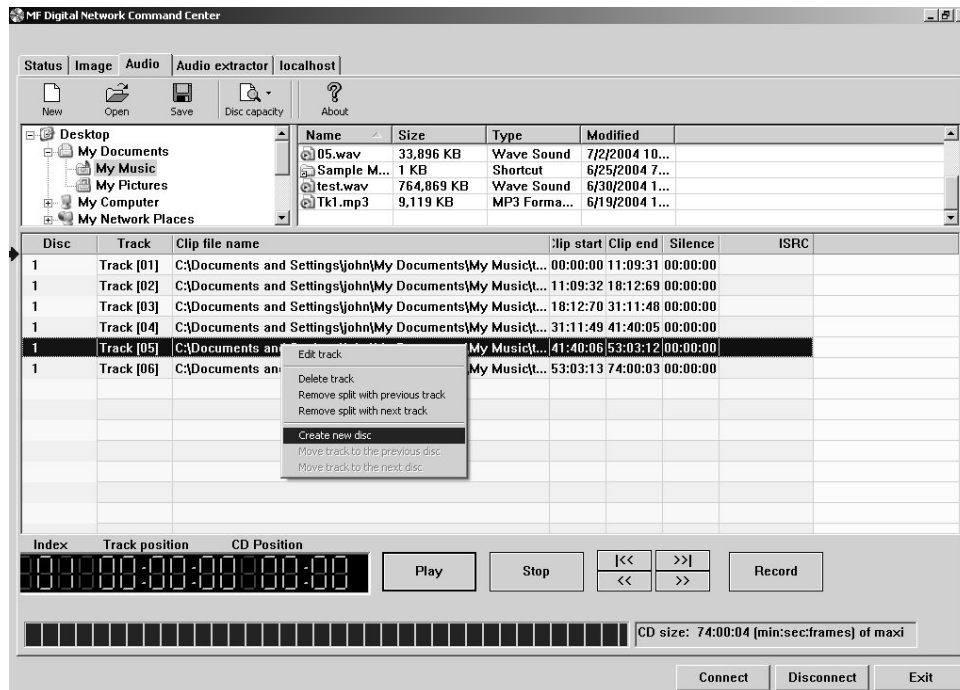 MF Digital Network Command Center
Status Image Audio Audio extractor localhost
New Open Save Disc capacity About
Desktop
My Documents
My Music
My Pictures
My Computer
My Network Places
Name Size Type Modified
05.wav 33,896 KB Wave Sound 7/2/2004 10...
Sample M... 1 KB Shortcut 6/25/2004 7...
test.wav 764,869 KB Wave Sound 6/30/2004 1...
Tk1.mp3 9,119 KB MP3 Forma... 6/19/2004 1...
Disc Track Clip file name lip start Clip end Silence ISRC
1 Track [01] C:\Documents and Settings\john\My Documents\My Music\t... 00:00:00 11:09:31 00:00:00
1 Track [02] C:\Documents and Settings\john\My Documents\My Music\t... 11:09:32 18:12:69 00:00:00
1 Track [03] C:\Documents and Settings\john\My Documents\My Music\t... 18:12:70 31:11:48 00:00:00
1 Track [04] C:\Documents and Settings\john\My Documents\My Music\t... 31:11:49 41:40:05 00:00:00
1 Track [05] C:\Documents an My Music\t... 41:40:06 53:03:12 00:00:00
1 Track [06] C:\Documents an My Music\t... 53:03:13 74:00:03 00:00:00
Edit track
Delete track
Remove split with previous track
Remove split with next track
Create new disc
Move track to the previous disc
Move track to the next disc
Index Track position CD Position
00 00:00:00 00:00
Play Stop |<< >>| << >> Record
CD size: 74:00:04 (min:sec:frames) of maxi
Connect Disconnect Exit